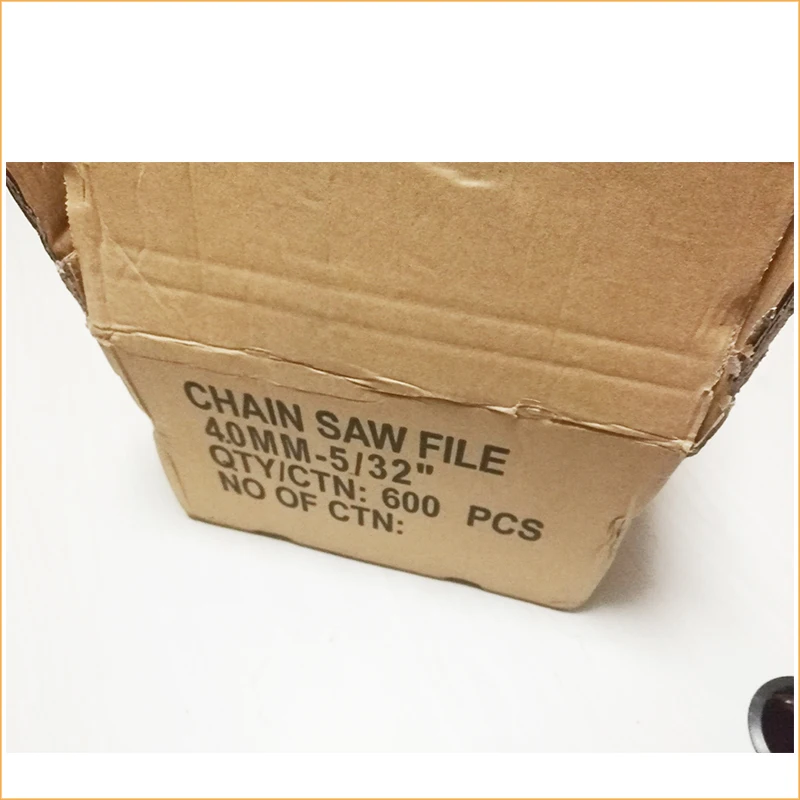 CHAIN SAW FILE
4.0MM-5/32"
QTY/CTN: 600 PCS
NO OF CTN: